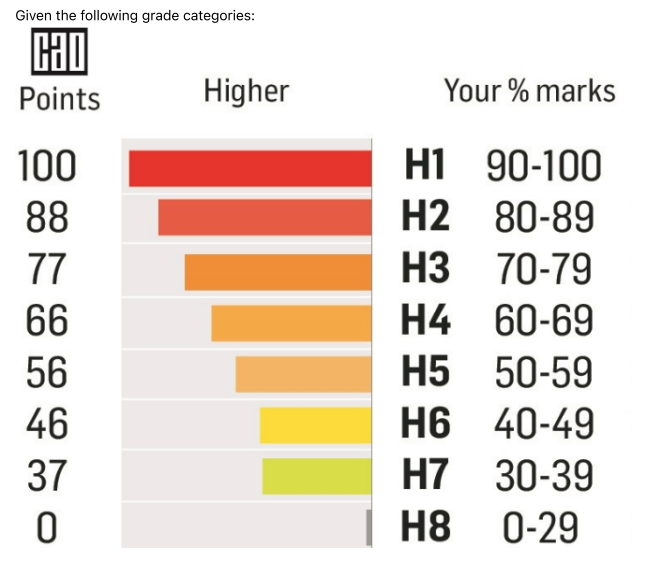 Given the following grade categories:
CAO
Points Higher Your % marks
100 H1 90-100
88 H2 80-89
77 H3 70-79
66 H4 60-69
56 H5 50-59
46 H6 40-49
37 H7 30-39
0 H8 0-29